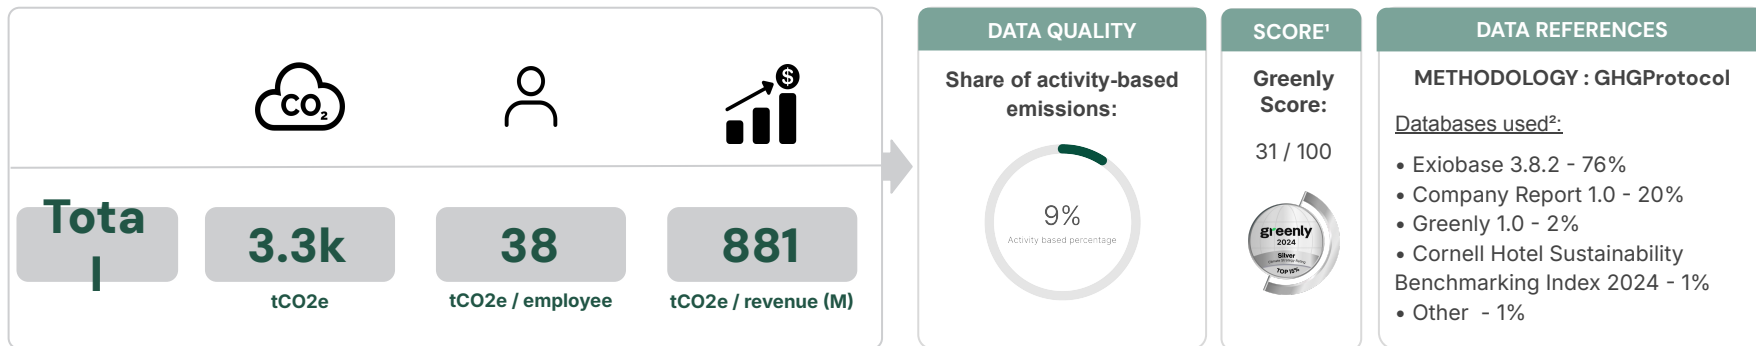 CO₂
$
Tota
l
3.3k
38
881
tCO2e
tCO2e / employee
tCO2e / revenue (M)
DATA QUALITY
Share of activity-based
emissions:
9%
Activity based percentage
SCORE¹
Greenly
Score:
31 / 100
greenly
2024
Silver
TOP 15%
DATA REFERENCES
METHODOLOGY : GHGProtocol
Databases used²:
• Exiobase 3.8.2 - 76%
• Company Report 1.0 - 20%
• Greenly 1.0 - 2%
• Cornell Hotel Sustainability
Benchmarking Index 2024 - 1%
• Other  - 1%